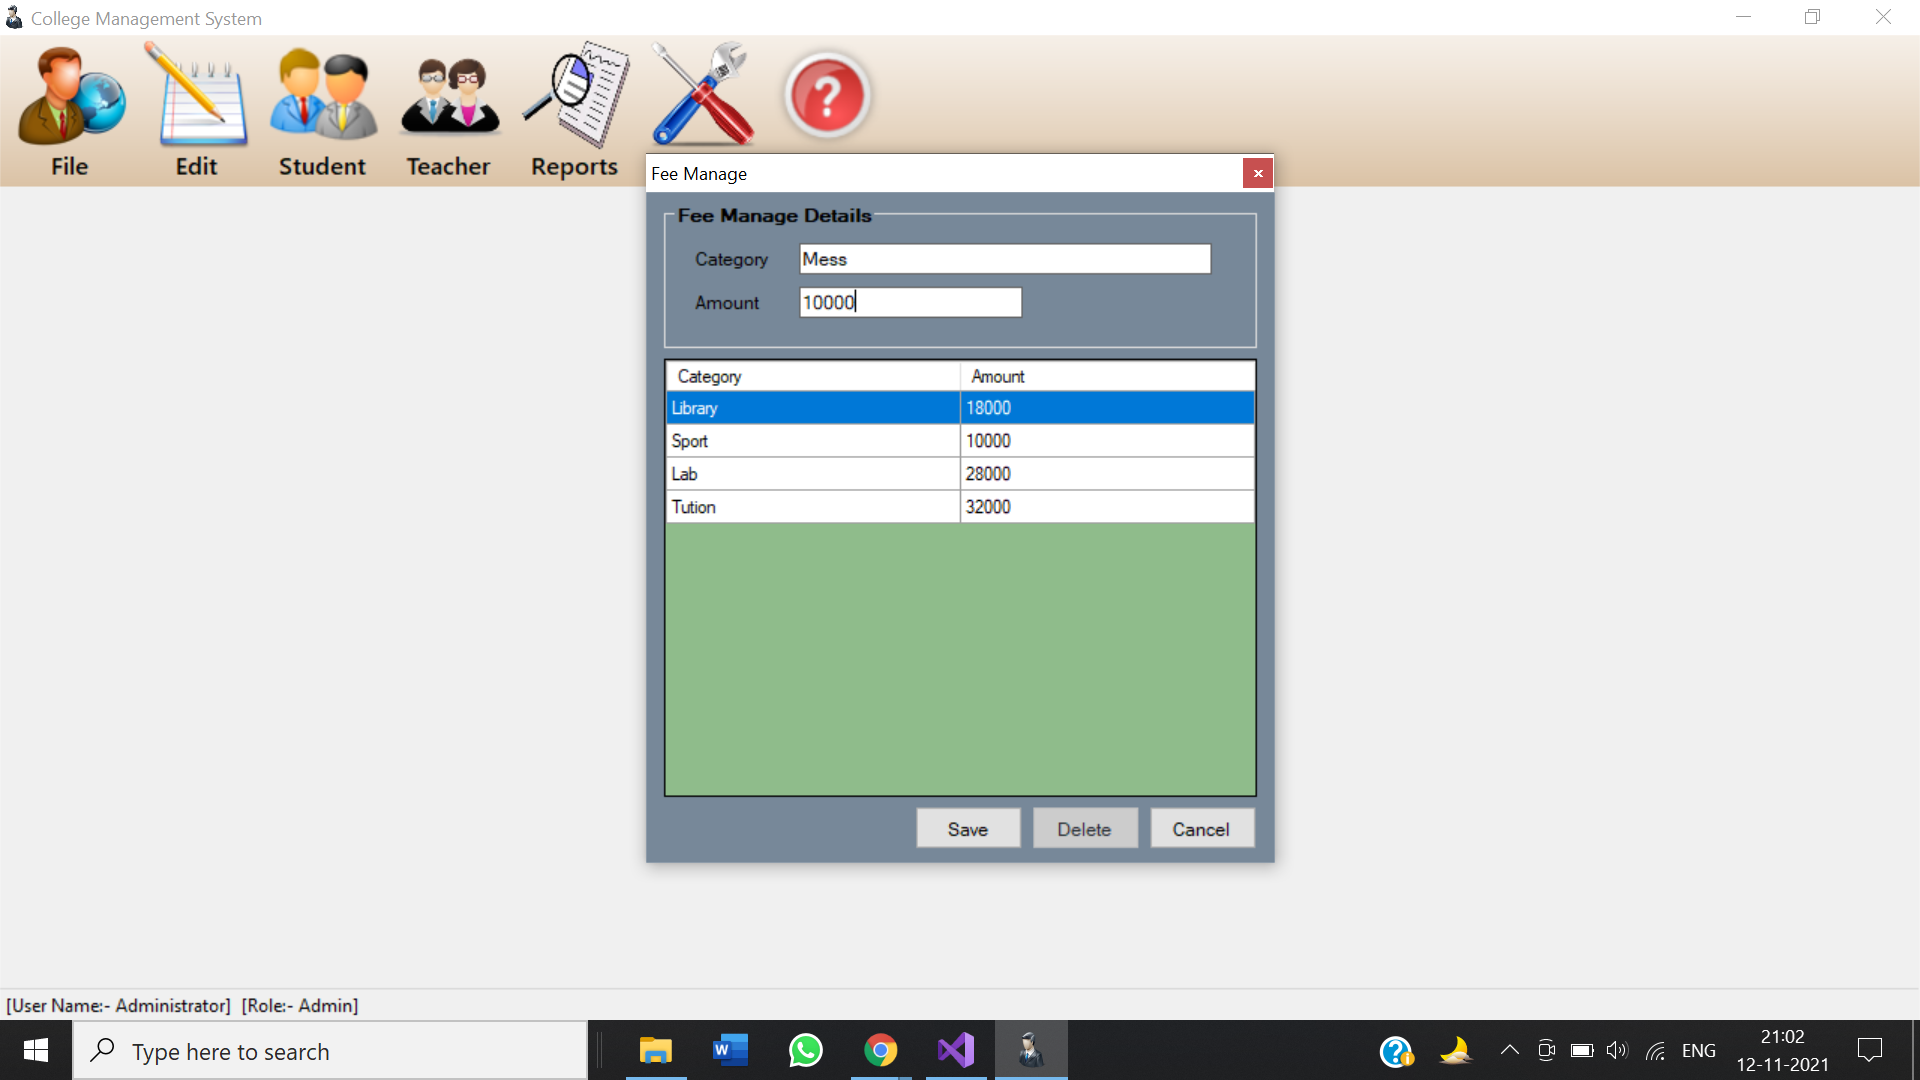 College Management System
File Edit Student Teacher Reports
Fee Manage
Fee Manage Details
Category Mess
Amount 10000
Category Amount
Library 18000
Sport 10000
Lab 28000
Tution 32000
Save Delete Cancel
[User Name:- Administrator] [Role:- Admin]
Type here to search
ENG
21:02
12-11-2021